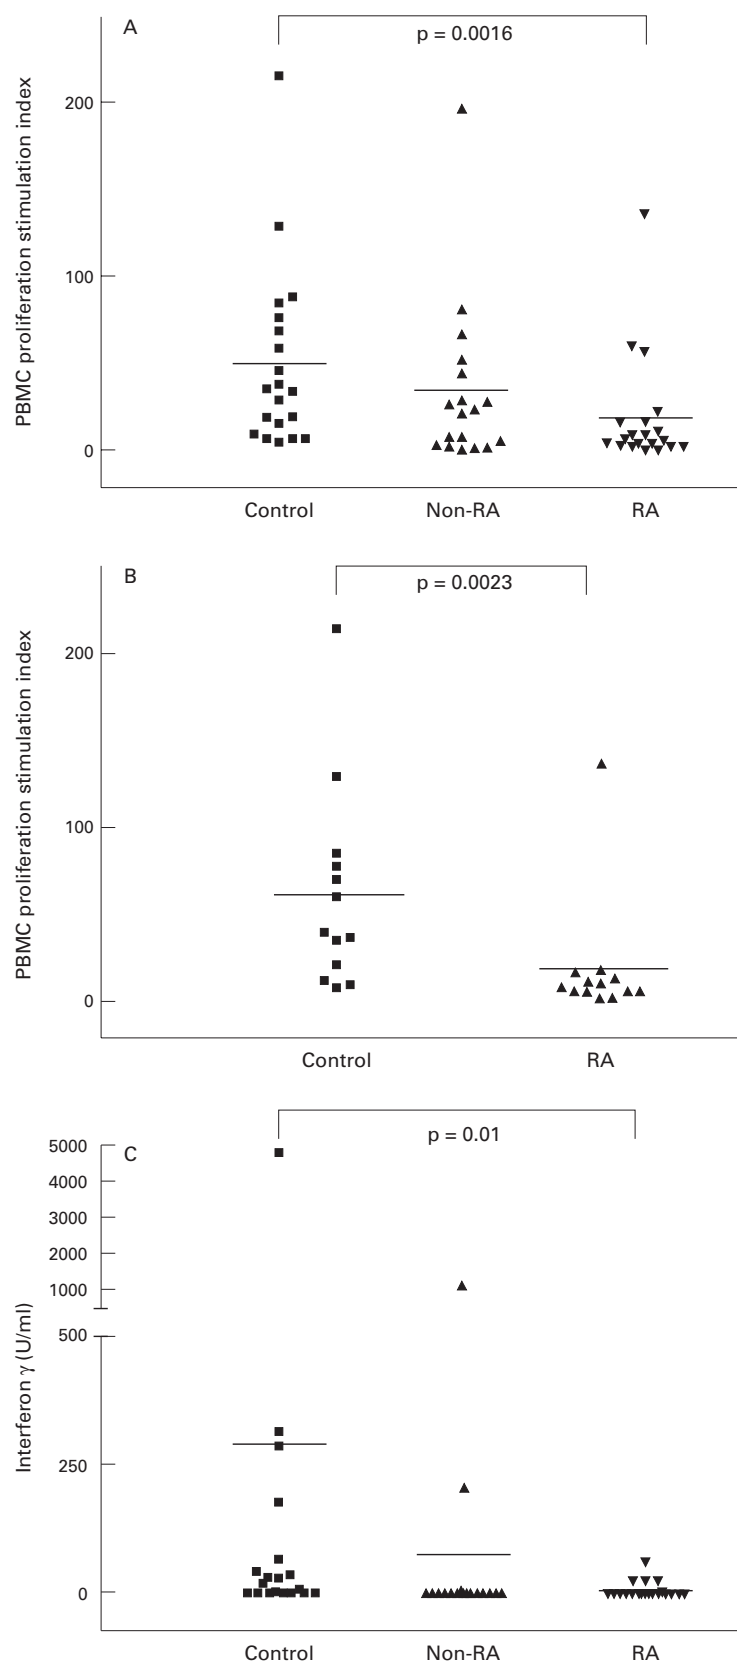 A
p = 0.0016
PBMC proliferation stimulation index
200
100
0
Control Non-RA RA
B
p = 0.0023
PBMC proliferation stimulation index
200
100
0
Control RA
C
p = 0.01
Interferon γ (U/ml)
5000
4000
3000
2000
1000
500
250
0
Control Non-RA RA